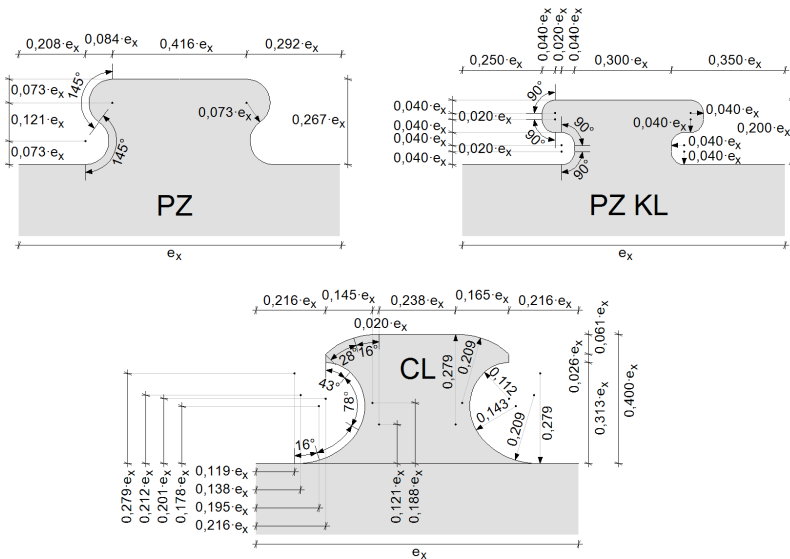 0,208·ex 0,084·ex 0,416·ex 0,292·ex
145°
0,073·ex
0,121·ex
0,073·ex
0,073·ex
0,267·ex
145°
PZ
ex
0,040·ex
0,020·ex
0,040·ex
0,250·ex 0,300·ex 0,350·ex
90°
0,040·ex
0,020·ex
0,040·ex
0,040·ex
0,020·ex
0,040·ex
90°
90°
90°
0,040·ex
0,040·ex
0,200·ex
0,040·ex
0,040·ex
PZ KL
ex
0,216·ex 0,145·ex 0,238·ex 0,165·ex 0,216·ex
0,020·ex
28° 16°
43°
78°
16°
CL
0,279
0,209
0,112
0,143
0,209
0,279
0,061·ex
0,026·ex
0,313·ex
0,400·ex
0,279·ex
0,212·ex
0,201·ex
0,178·ex
0,119·ex
0,138·ex
0,195·ex
0,216·ex
0,121·ex
0,188·ex
ex